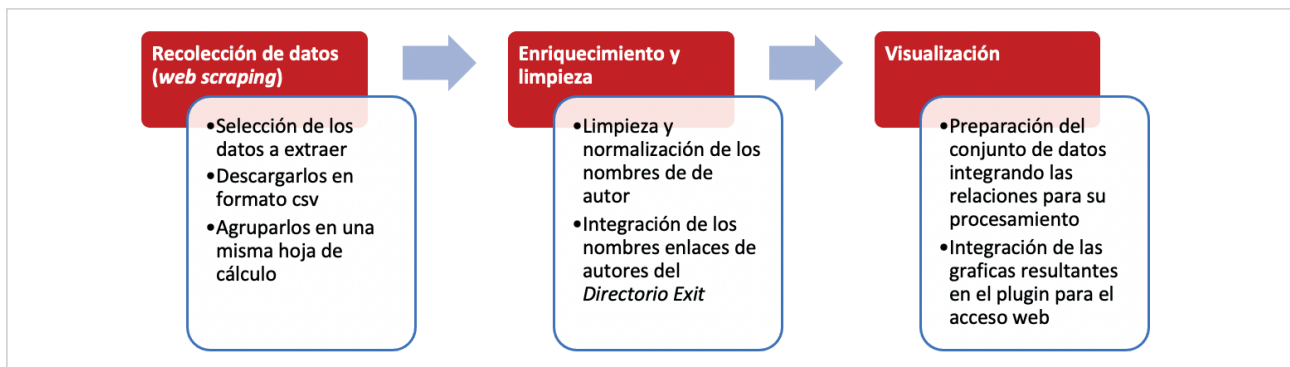 Recolección de datos
(web scraping)
•Selección de los
datos a extraer
•Descargarlos en
formato csv
•Agruparlos en una
misma hoja de
cálculo
Enriquecimiento y
limpieza
•Limpieza y
normalización de los
nombres de de
autor
•Integración de los
nombres enlaces de
autores del
Directorio Exit
Visualización
•Preparación del
conjunto de datos
integrando las
relaciones para su
procesamiento
•Integración de las
graficas resultantes
en el plugin para el
acceso web